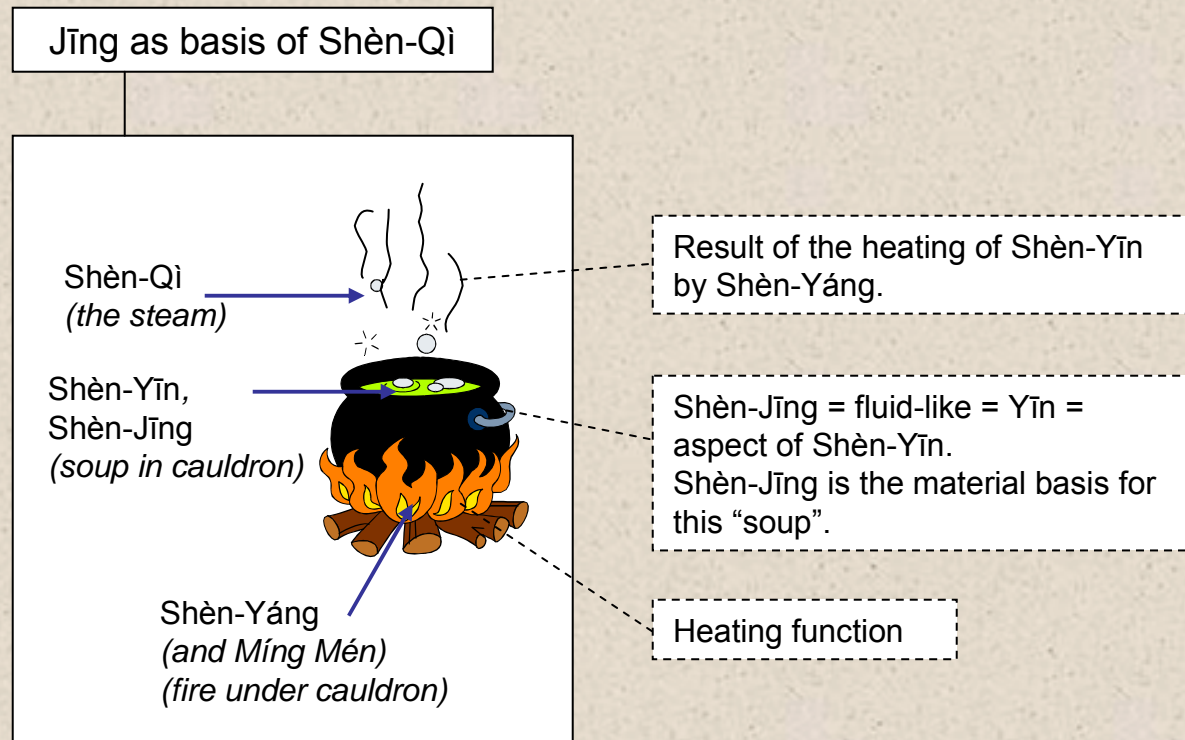 Jīng as basis of Shèn-Qì
Shèn-Qì
(the steam)
Shèn-Yīn,
Shèn-Jīng
(soup in cauldron)
Shèn-Yáng
(and Míng Mén)
(fire under cauldron)
Result of the heating of Shèn-Yīn
by Shèn-Yáng.
Shèn-Jīng = fluid-like = Yīn =
aspect of Shèn-Yīn.
Shèn-Jīng is the material basis for
this “soup”.
Heating function